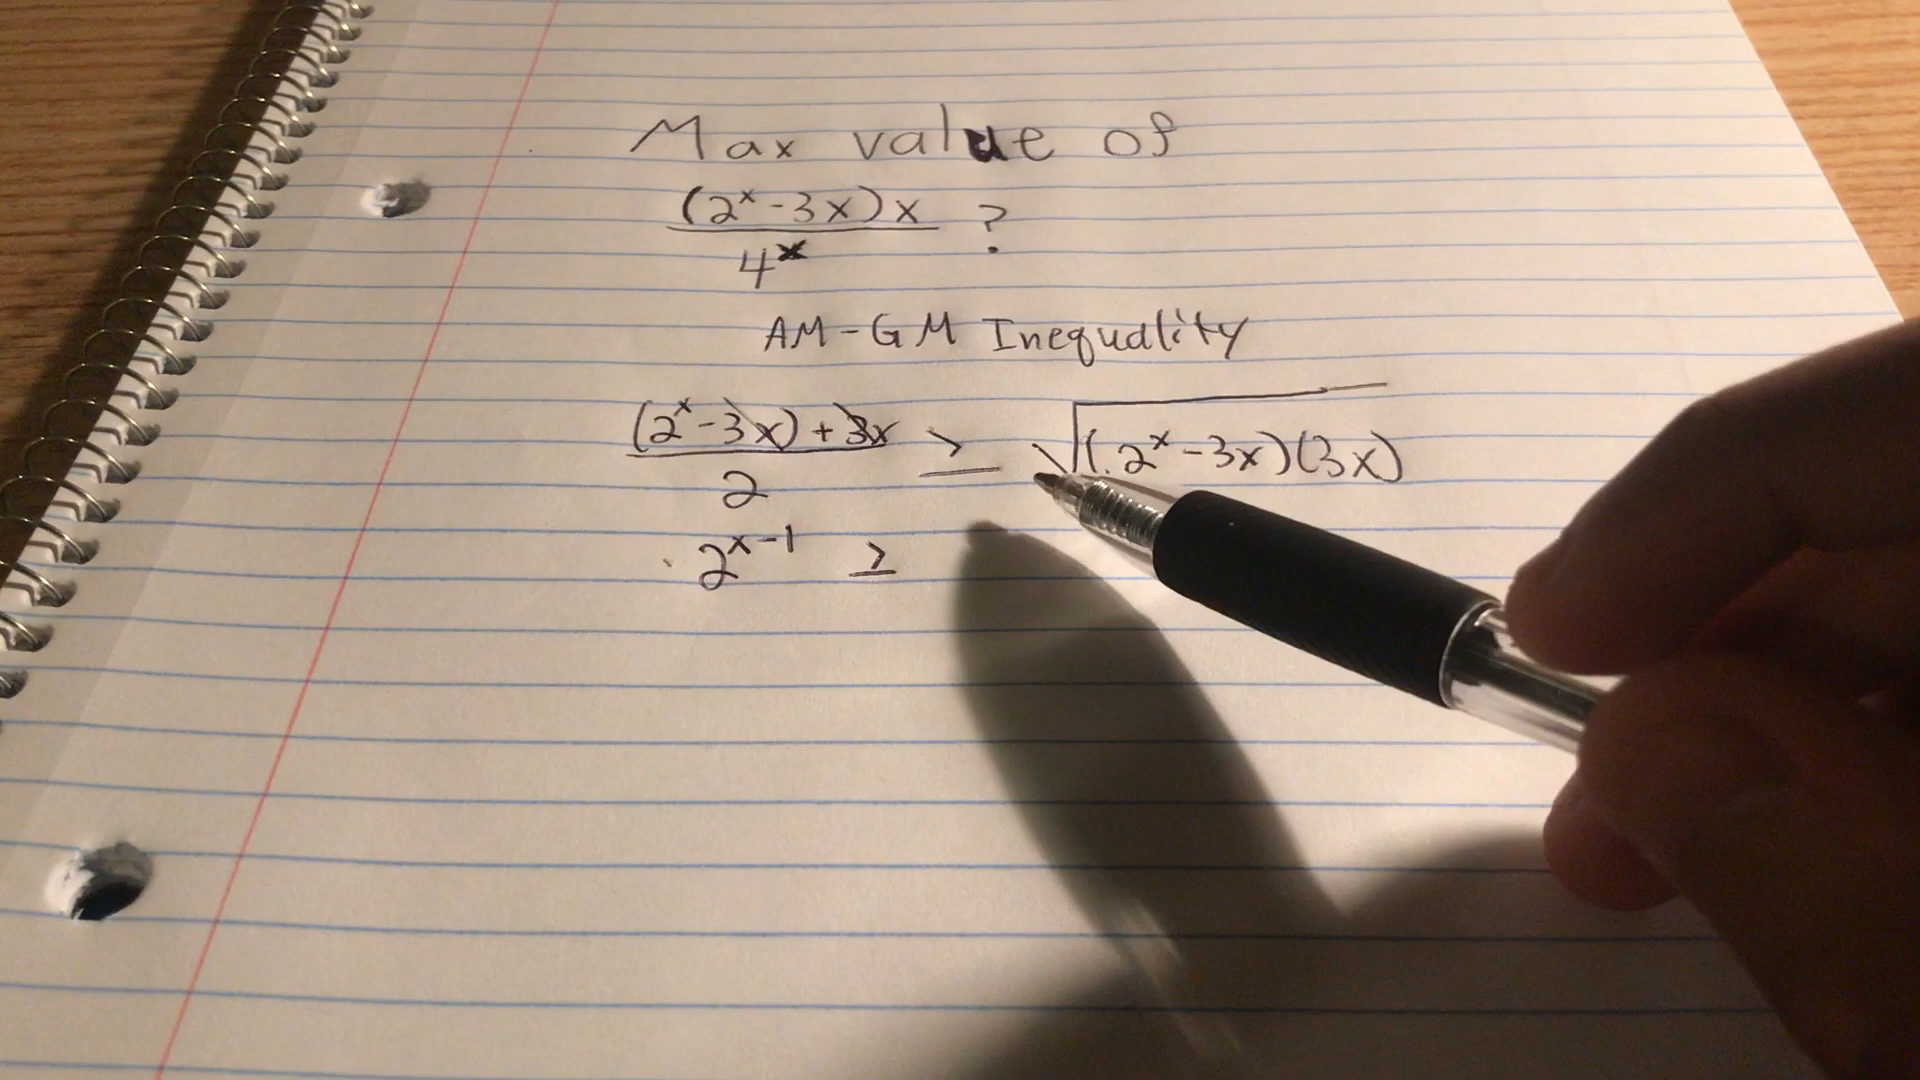 Max value of
(2^x - 3x)x / 4^x ?
AM-GM Inequality
((2^x - 3x) + 3x) / 2 ≥ √(2^x - 3x)(3x)
2^(x-1) ≥